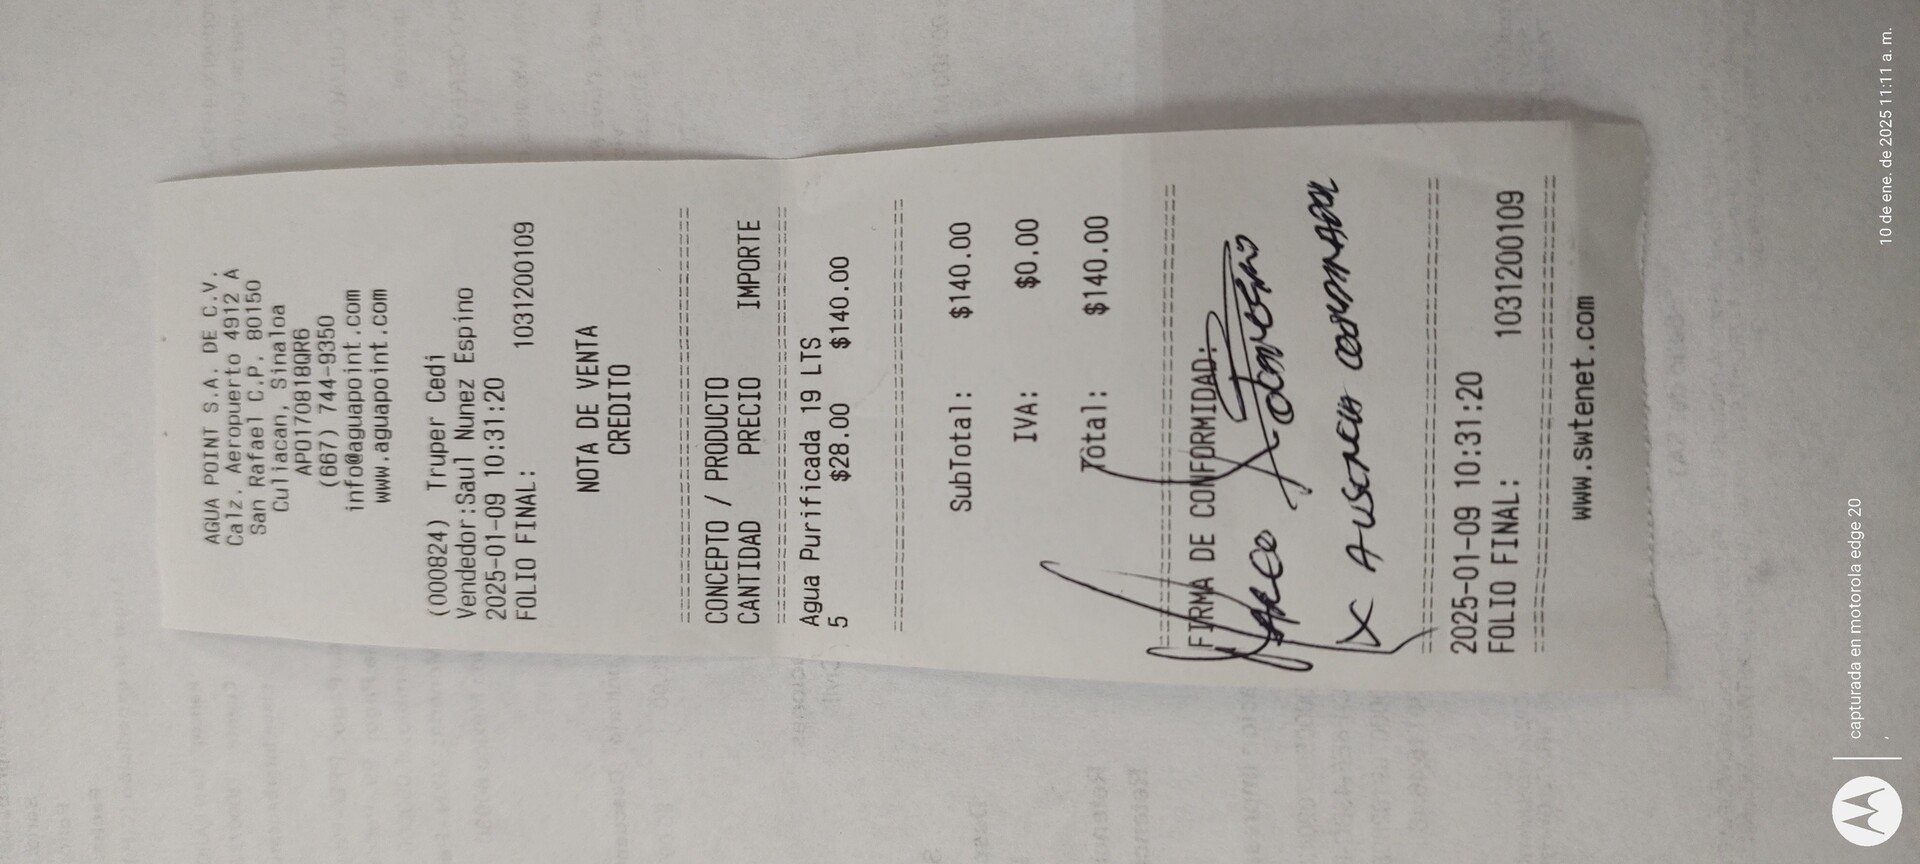 AGUA POINT S.A. DE C.V.
Calz. Aeropuerto 4912 A
San Rafael C.P. 80150
Culiacan, Sinaloa
APO170818QR6
(667) 744-9350
info@aguapoint.com
www.aguapoint.com
(000824) Truper Cedi
Vendedor:Saul Nunez Espino
2025-01-09 10:31:20
FOLIO FINAL: 1031200109
NOTA DE VENTA
CREDITO
CONCEPTO / PRODUCTO
CANTIDAD PRECIO IMPORTE
Agua Purificada 19 LTS
5 $28.00 $140.00
SubTotal: $140.00
IVA: $0.00
Total: $140.00
FIRMA DE CONFORMIDAD:
X AUSENCIA
2025-01-09 10:31:20
FOLIO FINAL: 1031200109
www.swtenet.com
capturada en motorola edge 20
10 de ene. de 2025 11:11 a. m.